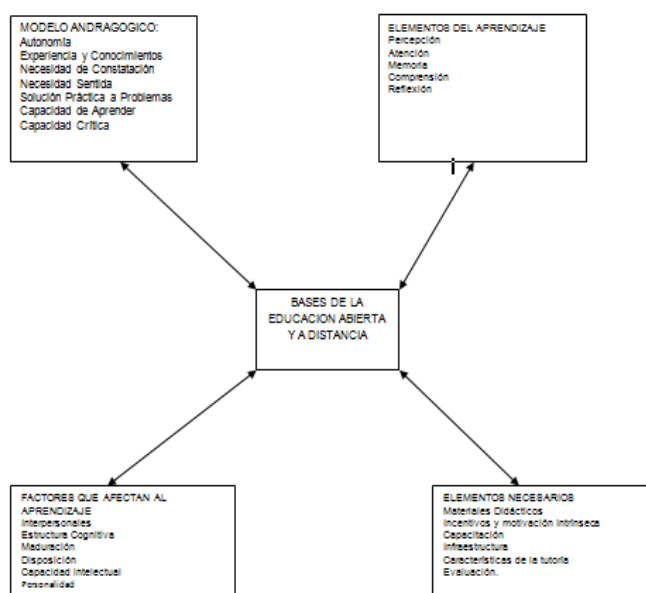 MODELO ANDRAGOGICO:
Autonomía
Experiencia y Conocimientos
Necesidad de Constatación
Necesidad Sentida
Solución Práctica a Problemas
Capacidad de Aprender
Capacidad Crítica
ELEMENTOS DEL APRENDIZAJE
Percepción
Atención
Memoria
Comprensión
Reflexión
BASES DE LA
EDUCACION ABIERTA
Y A DISTANCIA
FACTORES QUE AFECTAN AL
APRENDIZAJE
Interpersonales
Estructura Cognitiva
Maduración
Disposición
Capacidad Intelectual
Personalidad
ELEMENTOS NECESARIOS
Materiales Didácticos
Incentivos y motivación intrínseca
Capacitación
Infraestructura
Características de la tutoría
Evaluación.